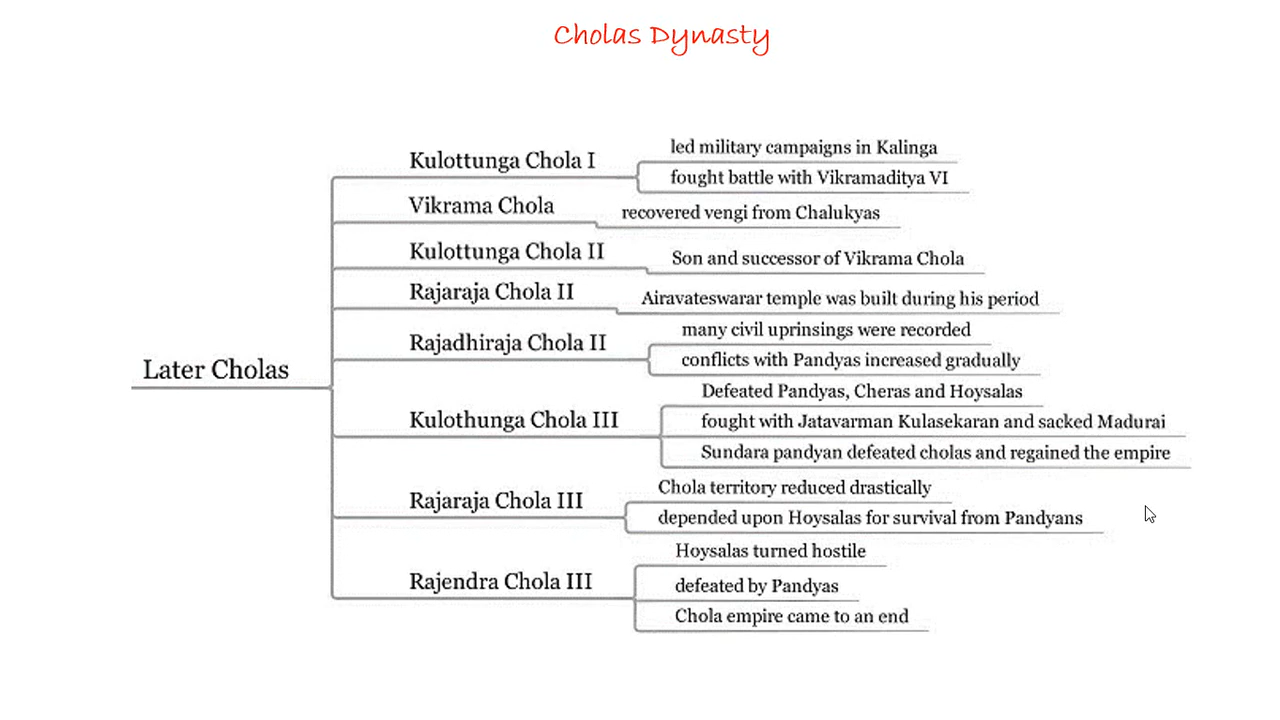 Cholas Dynasty
Later Cholas
Kulottunga Chola I
led military campaigns in Kalinga
fought battle with Vikramaditya VI
Vikrama Chola
recovered vengi from Chalukyas
Kulottunga Chola II
Son and successor of Vikrama Chola
Rajaraja Chola II
Airavateswarar temple was built during his period
Rajadhiraja Chola II
many civil uprinsings were recorded
conflicts with Pandyas increased gradually
Kulothunga Chola III
Defeated Pandyas, Cheras and Hoysalas
fought with Jatavarman Kulasekaran and sacked Madurai
Sundara pandyan defeated cholas and regained the empire
Rajaraja Chola III
Chola territory reduced drastically
depended upon Hoysalas for survival from Pandyans
Rajendra Chola III
Hoysalas turned hostile
defeated by Pandyas
Chola empire came to an end